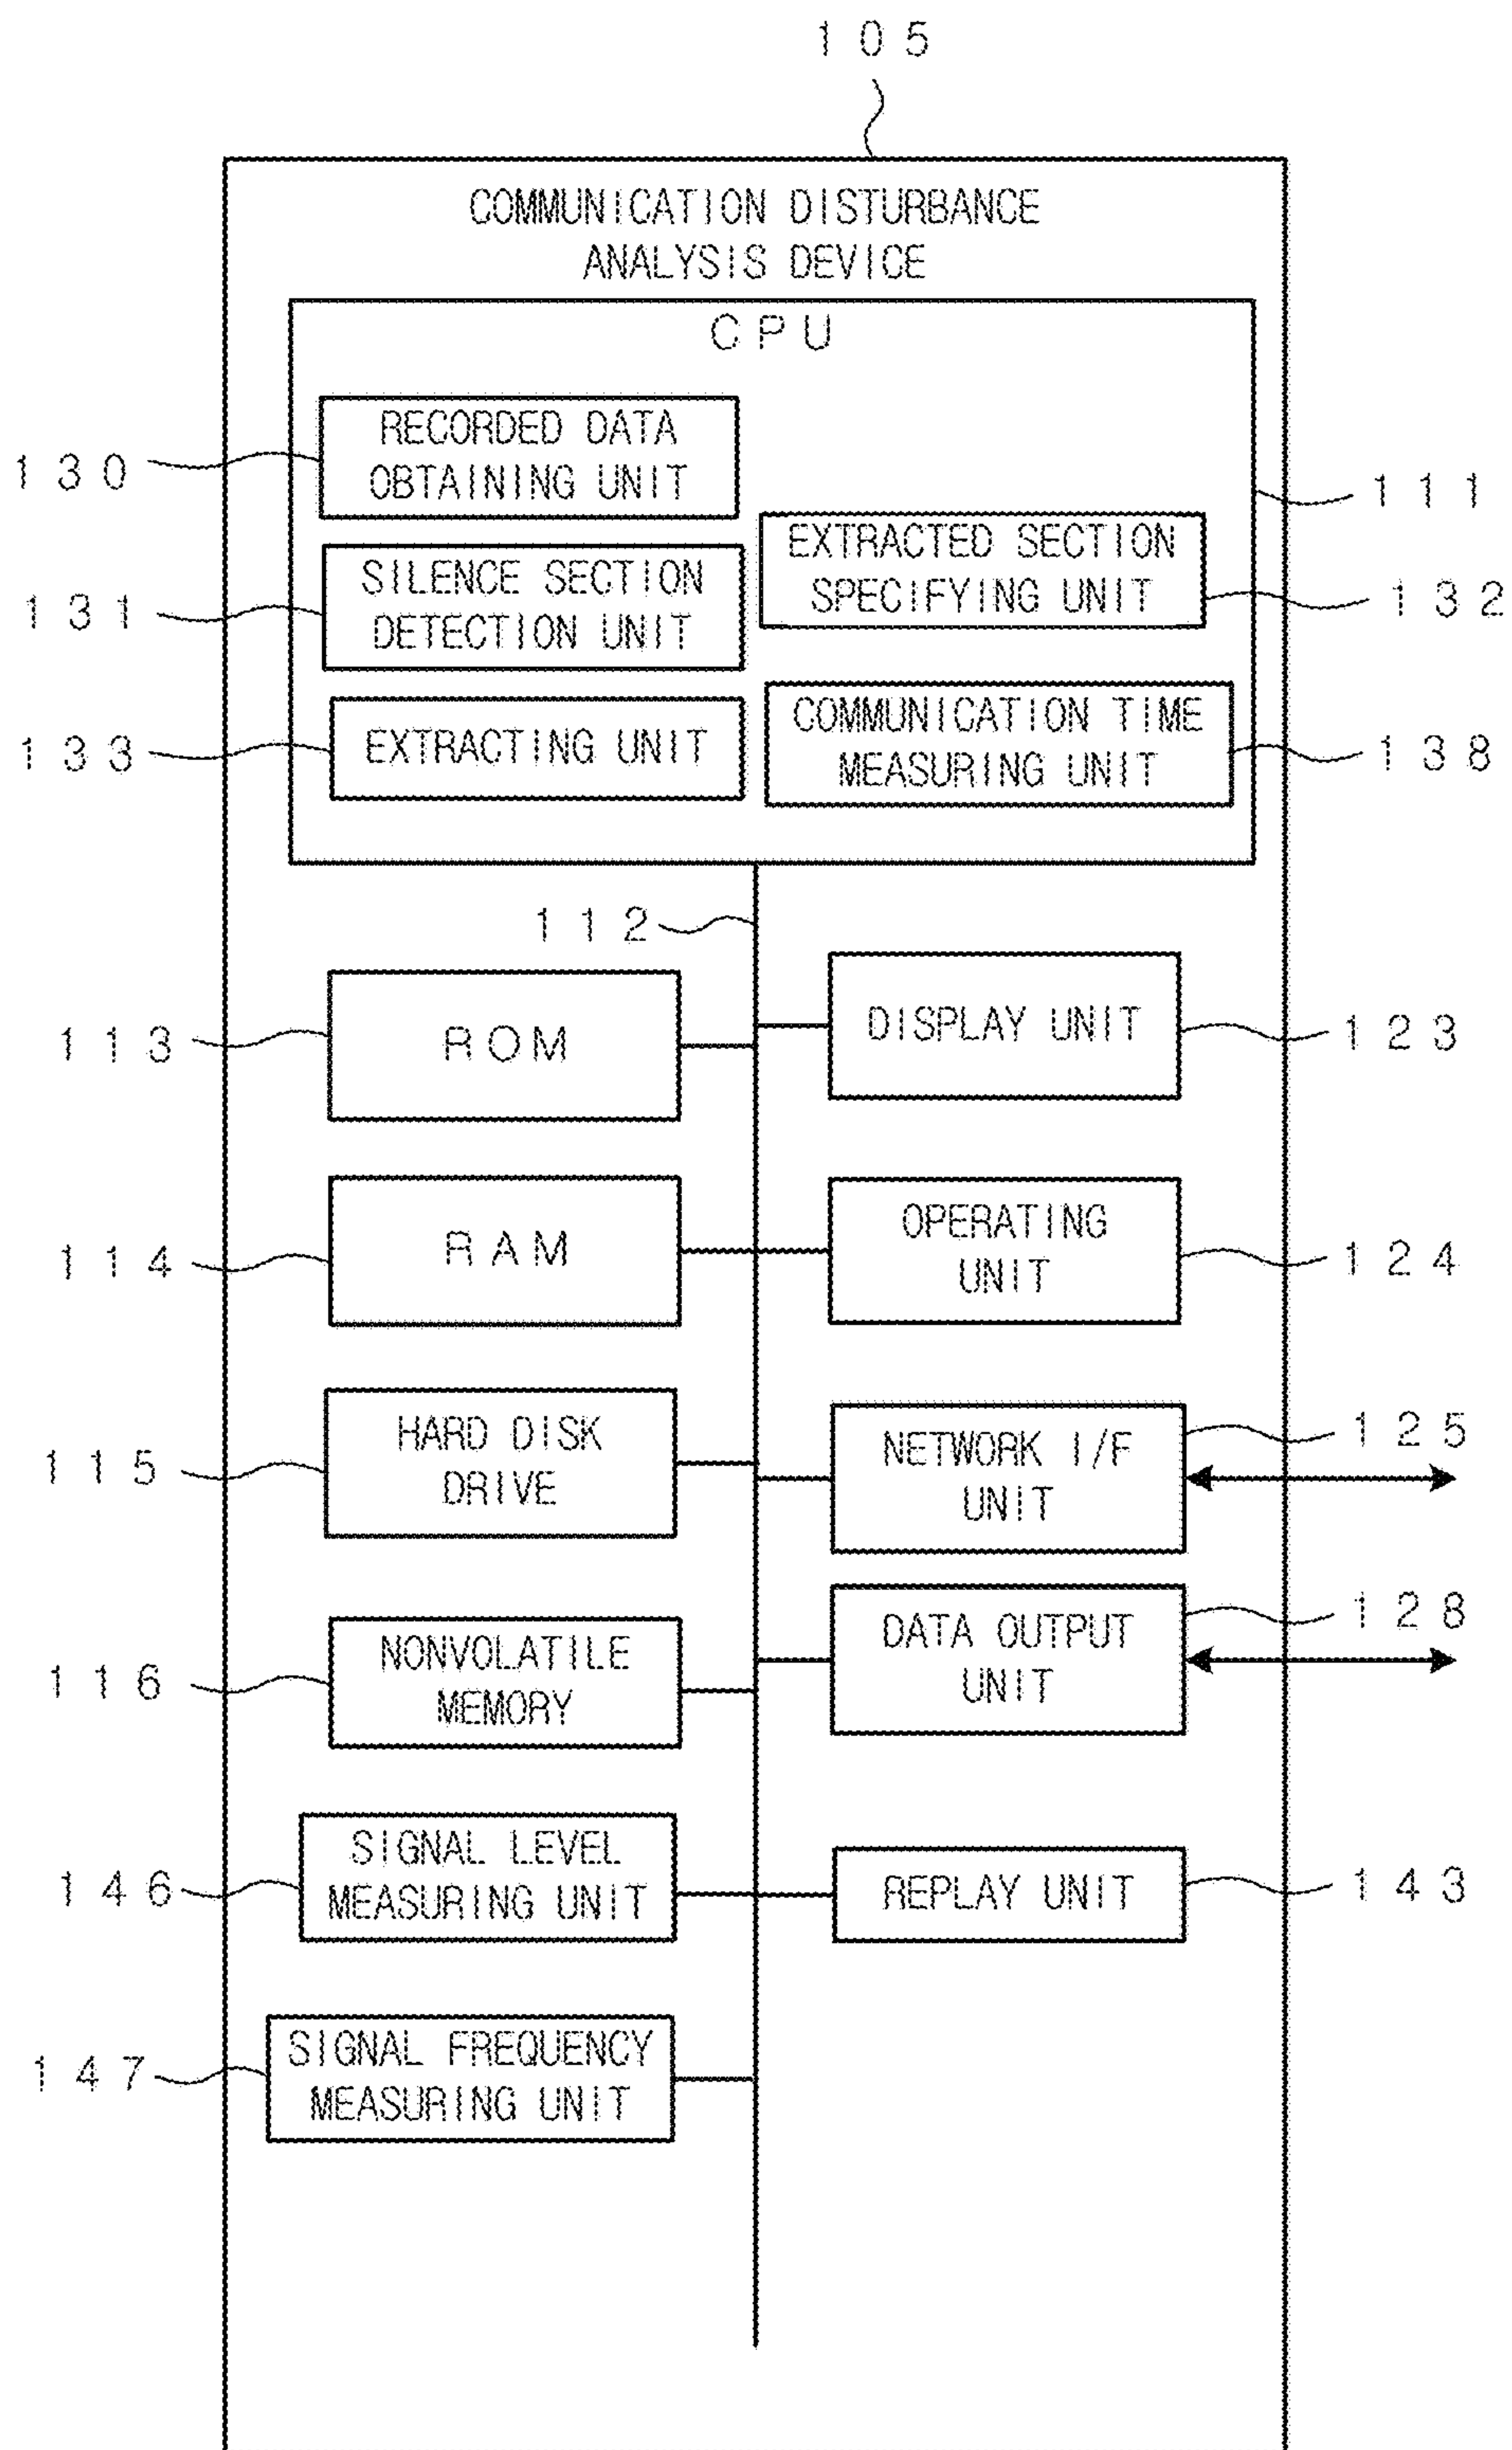 105
COMMUNICATION DISTURBANCE
ANALYSIS DEVICE
CPU
130
RECORDED DATA
OBTAINING UNIT
111
EXTRACTED SECTION
SPECIFYING UNIT
132
131
SILENCE SECTION
DETECTION UNIT
133
EXTRACTING UNIT
COMMUNICATION TIME
MEASURING UNIT
138
112
113
ROM
DISPLAY UNIT
123
114
RAM
OPERATING
UNIT
124
115
HARD DISK
DRIVE
NETWORK I/F
UNIT
125
116
NONVOLATILE
MEMORY
DATA OUTPUT
UNIT
128
146
SIGNAL LEVEL
MEASURING UNIT
REPLAY UNIT
143
147
SIGNAL FREQUENCY
MEASURING UNIT